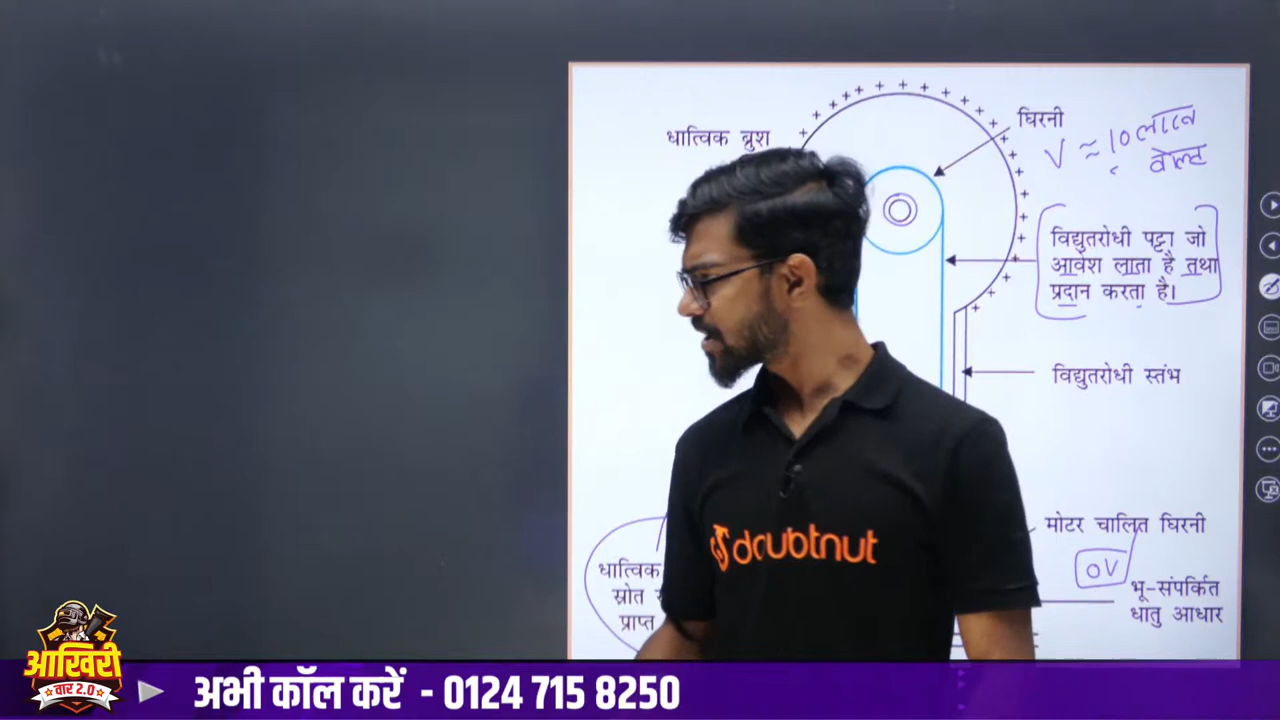 धात्विक ब्रुश
घिरनी
V ≈ 10 लाख
वोल्ट
विद्युतरोधी पट्टा जो
आवेश लाता है तथा
प्रदान करता है।
विद्युतरोधी स्तंभ
doubtnut
मोटर चालित घिरनी
0V
धात्विक
स्रोत
प्राप्त
भू-संपर्कित
धातु आधार
आखिरी
वार 2.0
अभी कॉल करें - 0124 715 8250